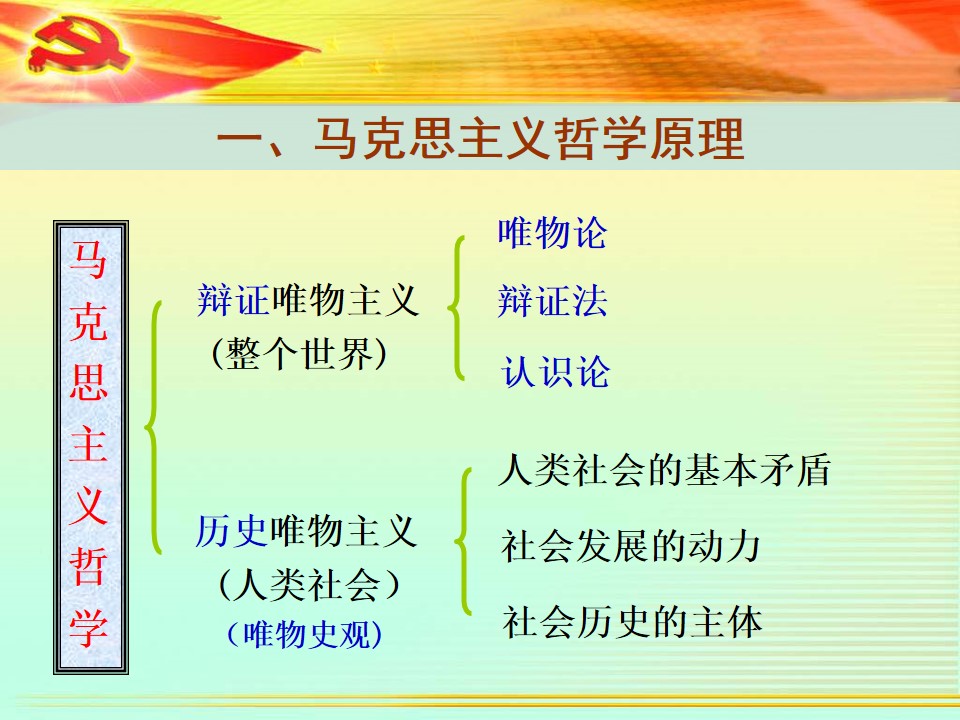 一、马克思主义哲学原理
马克思主义哲学
辩证唯物主义
(整个世界)
唯物论
辩证法
认识论
历史唯物主义
(人类社会）
（唯物史观)
人类社会的基本矛盾
社会发展的动力
社会历史的主体